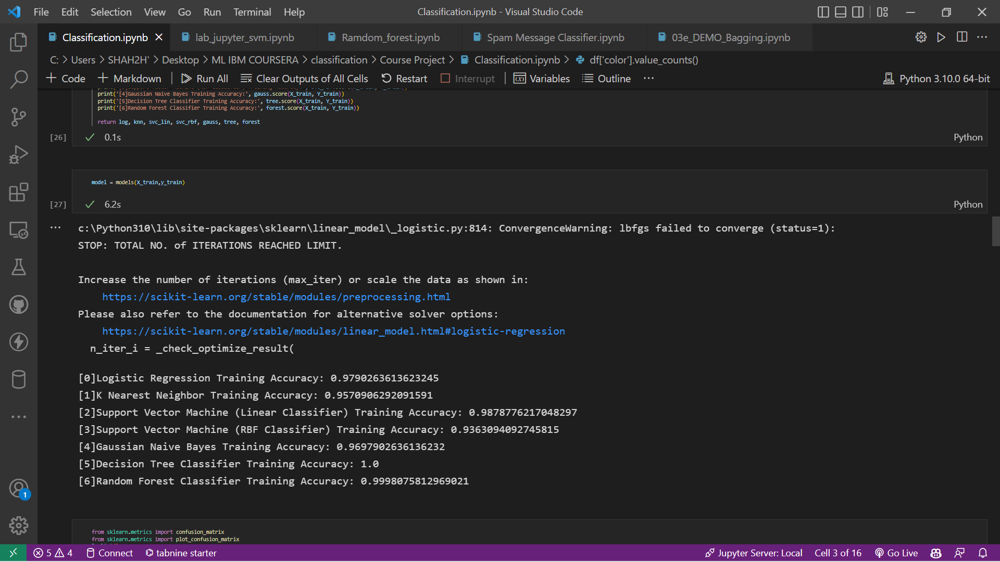 File Edit Selection View Go Run Terminal Help Classification.ipynb - Visual Studio Code
Classification.ipynb lab_jupyter_svm.ipynb Ramdom_forest.ipynb Spam Message Classifier.ipynb 03e_DEMO_Bagging.ipynb
C: > Users > SHAH2H' > Desktop > ML IBM COURSERA > classification > Course Project > Classification.ipynb > df['color'].value_counts()
+ Code + Markdown Run All Clear Outputs of All Cells Restart Interrupt Variables Outline ··· Python 3.10.0 64-bit
print('[4]Gaussian Naive Bayes Training Accuracy:', gauss.score(X_train, Y_train))
print('[5]Decision Tree Classifier Training Accuracy:', tree.score(X_train, Y_train))
print('[6]Random Forest Classifier Training Accuracy:', forest.score(X_train, Y_train))
return log, knn, svc_lin, svc_rbf, gauss, tree, forest
[26] 0.1s Python
model = models(X_train,y_train)
[27] 6.2s Python
c:\Python310\lib\site-packages\sklearn\linear_model\_logistic.py:814: ConvergenceWarning: lbfgs failed to converge (status=1):
STOP: TOTAL NO. of ITERATIONS REACHED LIMIT.
Increase the number of iterations (max_iter) or scale the data as shown in:
https://scikit-learn.org/stable/modules/preprocessing.html
Please also refer to the documentation for alternative solver options:
https://scikit-learn.org/stable/modules/linear_model.html#logistic-regression
n_iter_i = _check_optimize_result(
[0]Logistic Regression Training Accuracy: 0.9790263613623245
[1]K Nearest Neighbor Training Accuracy: 0.9570906292091591
[2]Support Vector Machine (Linear Classifier) Training Accuracy: 0.9878776217048297
[3]Support Vector Machine (RBF Classifier) Training Accuracy: 0.9363094092745815
[4]Gaussian Naive Bayes Training Accuracy: 0.9697902636136232
[5]Decision Tree Classifier Training Accuracy: 1.0
[6]Random Forest Classifier Training Accuracy: 0.9998075812969021
1
from sklearn.metrics import confusion_matrix
from sklearn.metrics import plot_confusion_matrix
5 4 Connect tabnine starter Jupyter Server: Local Cell 3 of 16 Go Live